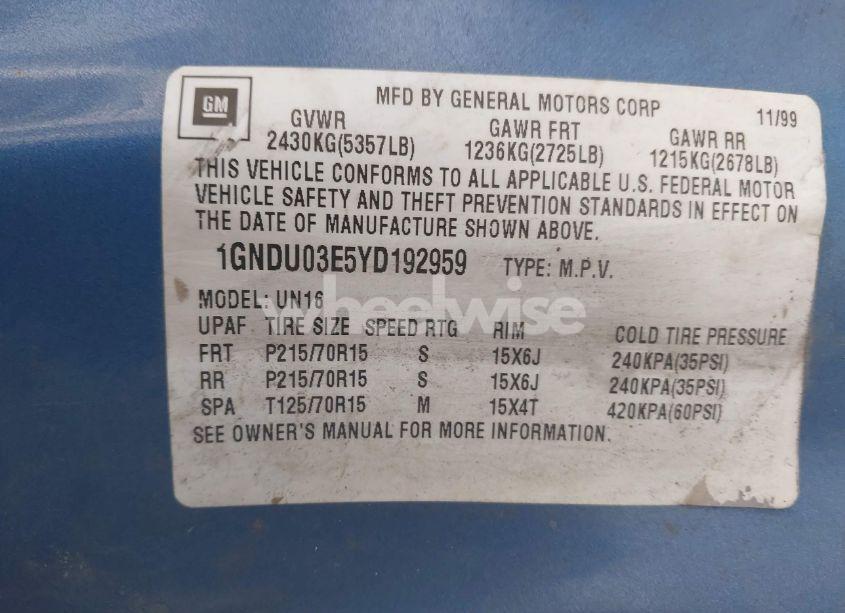 GM
MFD BY GENERAL MOTORS CORP 11/99
GVWR GAWR FRT GAWR RR
2430KG(5357LB) 1236KG(2725LB) 1215KG(2678LB)
THIS VEHICLE CONFORMS TO ALL APPLICABLE U.S. FEDERAL MOTOR
VEHICLE SAFETY AND THEFT PREVENTION STANDARDS IN EFFECT ON
THE DATE OF MANUFACTURE SHOWN ABOVE.
1GNDU03E5YD192959 TYPE: M.P.V.
MODEL: UN16
wheelwise
UPAF TIRE SIZE SPEED RTG RIM COLD TIRE PRESSURE
FRT P215/70R15 S 15X6J 240KPA(35PSI)
RR P215/70R15 S 15X6J 240KPA(35PSI)
SPA T125/70R15 M 15X4T 420KPA(60PSI)
SEE OWNER'S MANUAL FOR MORE INFORMATION.